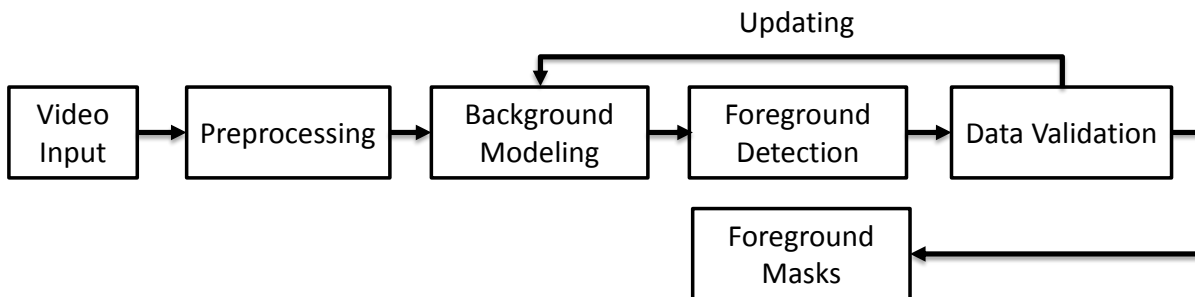 Updating
Video
Input
Preprocessing
Background
Modeling
Foreground
Detection
Data Validation
Foreground
Masks